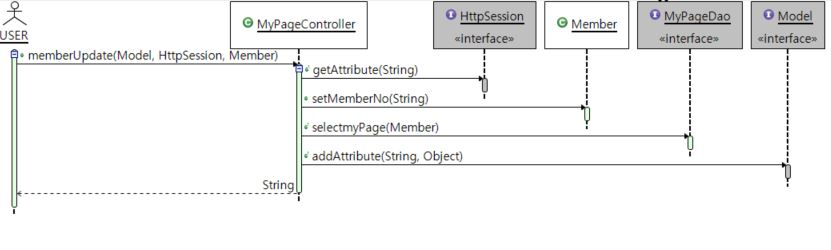 USER
MyPageController
HttpSession
«interface»
Member
MyPageDao
«interface»
Model
«interface»
memberUpdate(Model, HttpSession, Member)
getAttribute(String)
setMemberNo(String)
selectmyPage(Member)
addAttribute(String, Object)
String